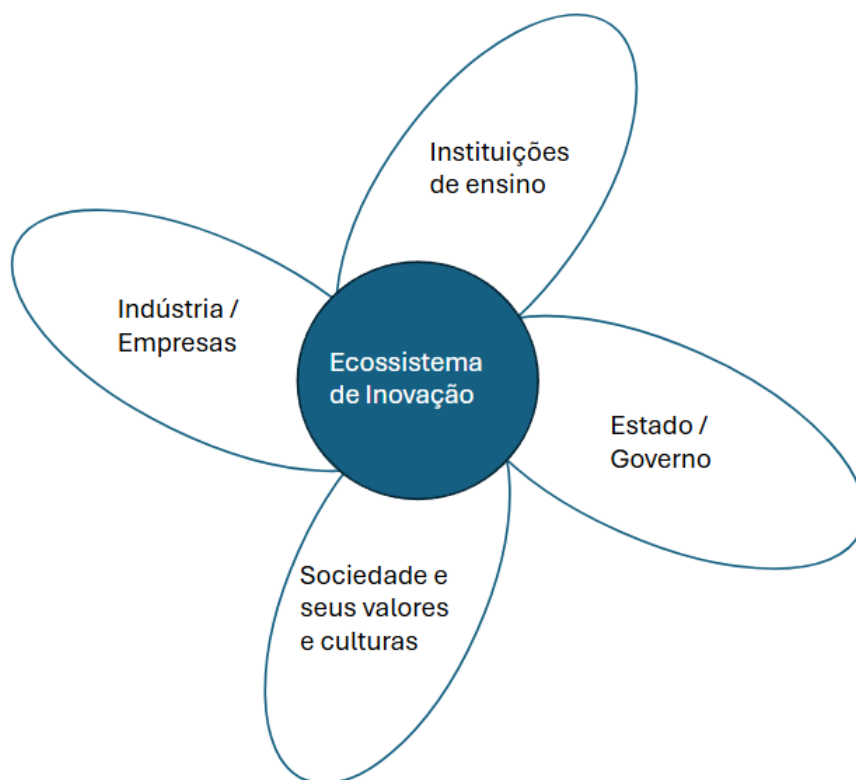 Instituições
de ensino
Indústria /
Empresas
Ecossistema
de Inovação
Estado /
Governo
Sociedade e
seus valores
e culturas